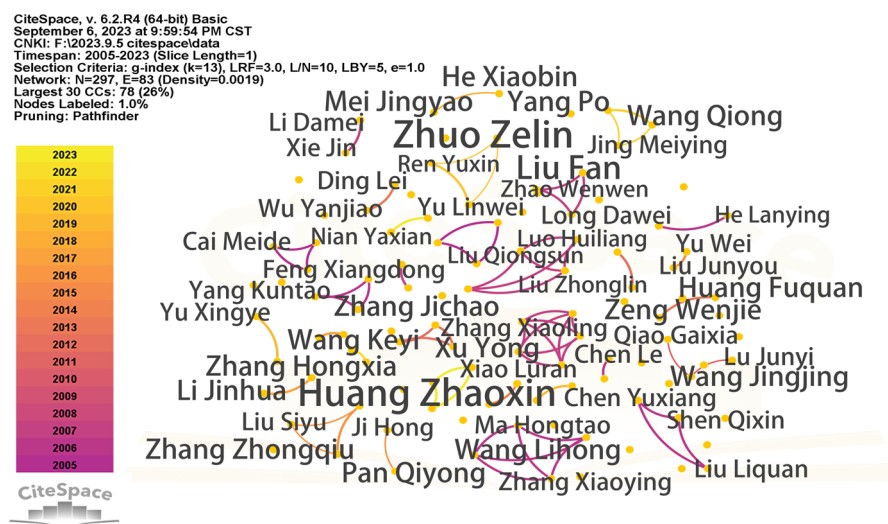 CiteSpace, v. 6.2.R4 (64-bit) Basic
September 6, 2023 at 9:59:54 PM CST
CNKI: F:\2023.9.5 citespace\data
Timespan: 2005-2023 (Slice Length=1)
Selection Criteria: g-index (k=13), LRF=3.0, L/N=10, LBY=5, e=1.0
Network: N=297, E=83 (Density=0.0019)
Largest 30 CCs: 78 (26%)
Nodes Labeled: 1.0%
Pruning: Pathfinder
He Xiaobin
Mei Jingyao
Yang Po
Wang Qiong
Li Damei
Zhuo Zelin
Jing Meiying
Xie Jin
Ren Yuxin
Liu Fan
Ding Lei
Zhao Wenwen
Wu Yanjiao
Yu Linwei
Long Dawei
He Lanying
Cai Meide
Nian Yaxian
Luo Huiliang
Yu Wei
Liu Qiongsun
Feng Xiangdong
Liu Junyou
Yang Kuntao
Liu Zhonglin
Huang Fuquan
Yu Xingye
Zhang Jichao
Zeng Wenjie
Wang Keyi
Zhang Xiaoling
Qiao Gaixia
Xu Yong
Chen Le
Lu Junyi
Zhang Hongxia
Xiao Luran
Wang Jingjing
Li Jinhua
Huang Zhaoxin
Chen Yuxiang
Liu Siyu
Ji Hong
Ma Hongtao
Shen Qixin
Zhang Zhongqiu
Wang Lihong
Pan Qiyong
Zhang Xiaoying
Liu Liquan
2023
2022
2021
2020
2019
2018
2017
2016
2015
2014
2013
2012
2011
2010
2009
2008
2007
2006
2005
CiteSpace